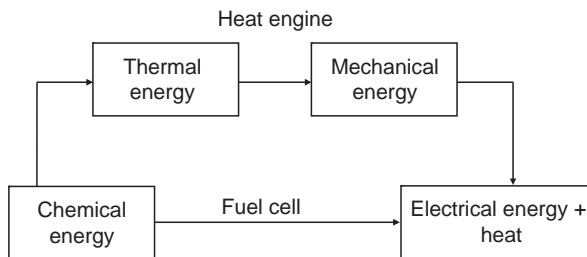 Heat engine
Thermal
energy
Mechanical
energy
Chemical
energy
Fuel cell
Electrical energy +
heat